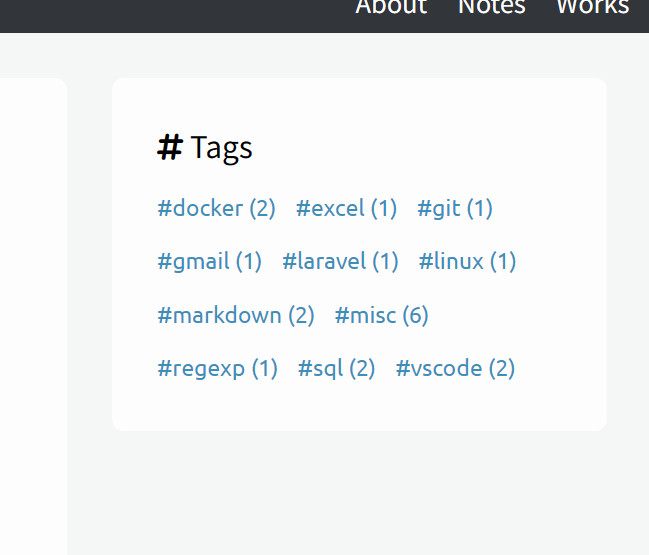 About Notes Works
# Tags
#docker (2) #excel (1) #git (1)
#gmail (1) #laravel (1) #linux (1)
#markdown (2) #misc (6)
#regexp (1) #sql (2) #vscode (2)